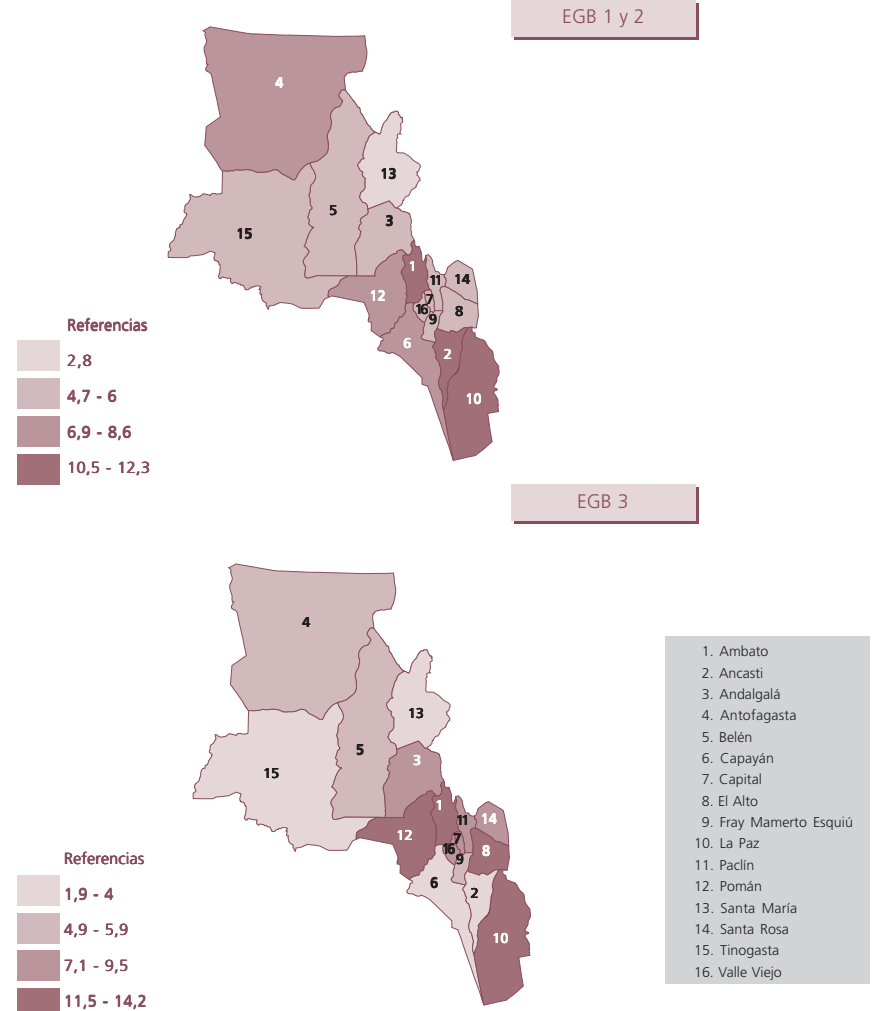 EGB 1 y 2
4
13
5
3
15
1
11
14
12
7
16
8
9
6
2
10
Referencias
2,8
4,7 - 6
6,9 - 8,6
10,5 - 12,3
EGB 3
4
13
5
3
15
1
11
14
12
7
16
8
9
6
2
10
Referencias
1,9 - 4
4,9 - 5,9
7,1 - 9,5
11,5 - 14,2
1. Ambato
2. Ancasti
3. Andalgalá
4. Antofagasta
5. Belén
6. Capayán
7. Capital
8. El Alto
9. Fray Mamerto Esquiú
10. La Paz
11. Paclín
12. Pomán
13. Santa María
14. Santa Rosa
15. Tinogasta
16. Valle Viejo